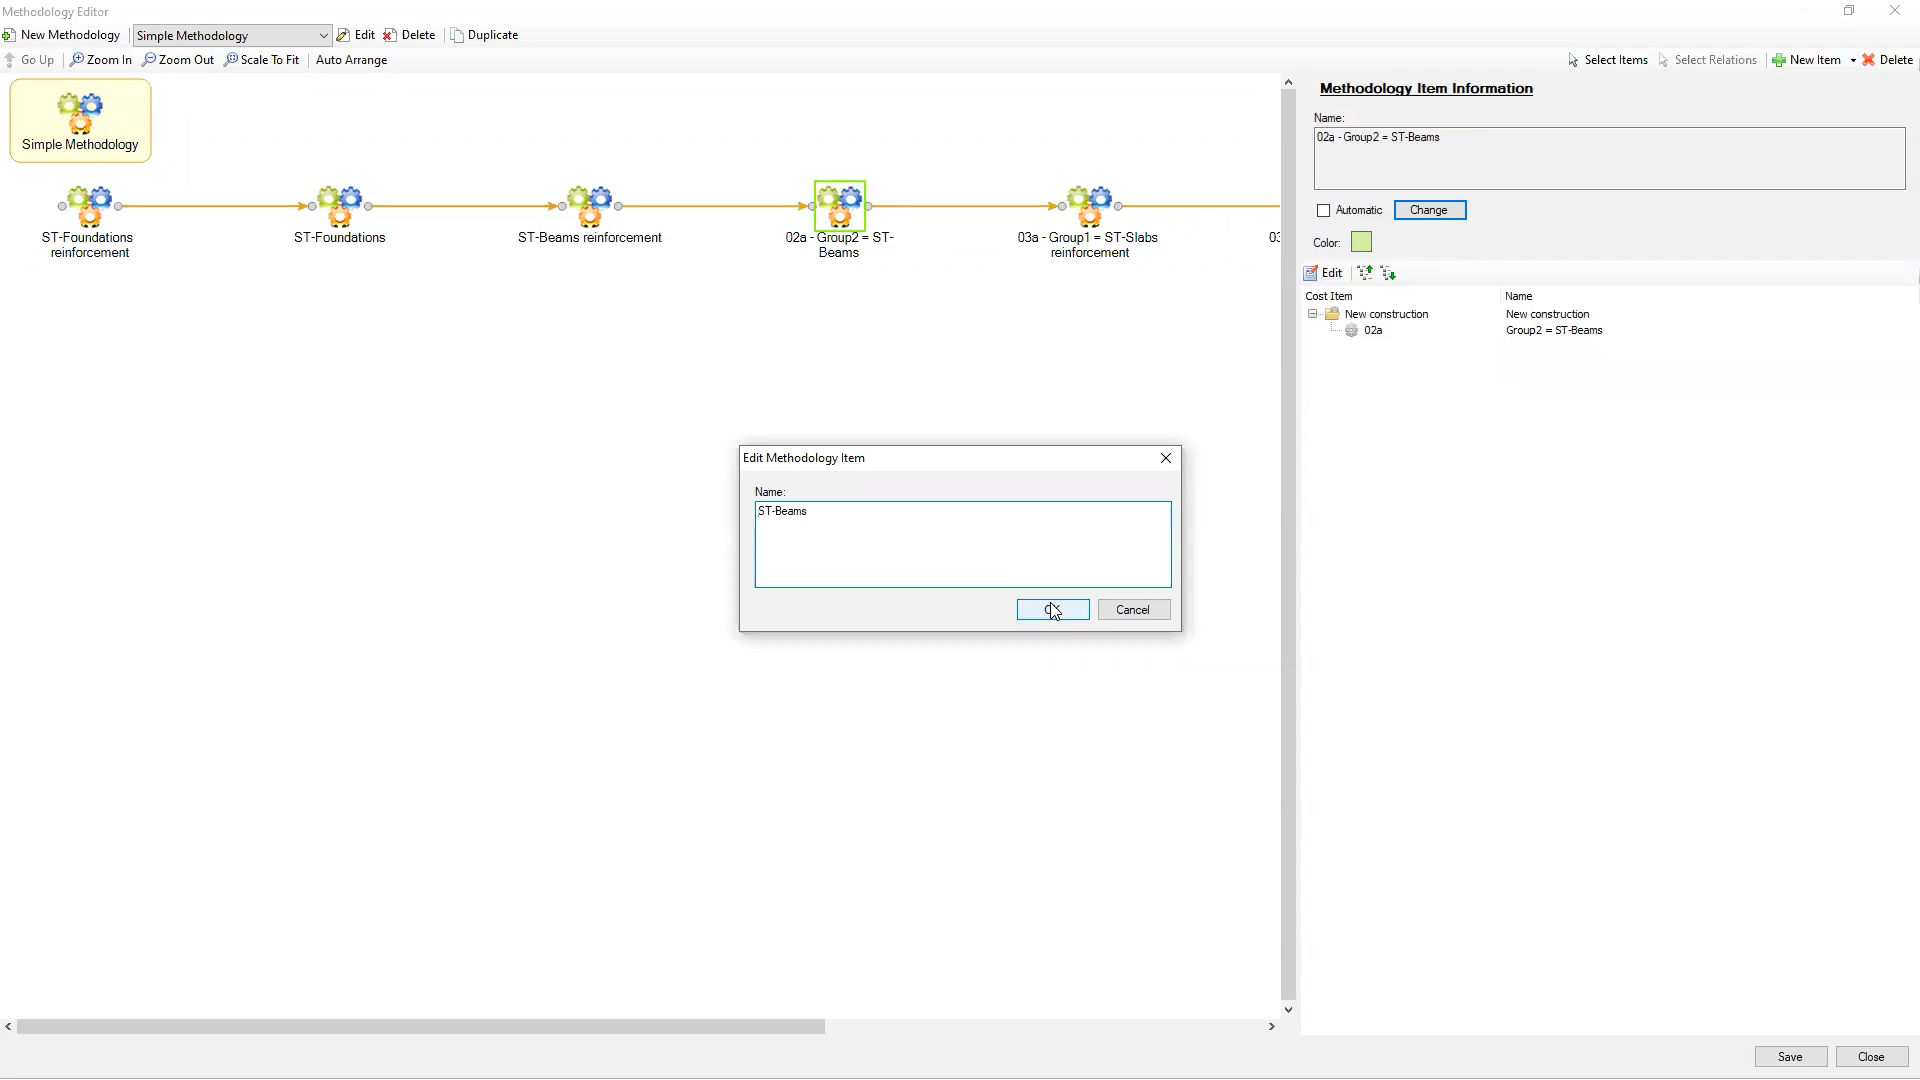 Methodology Editor
New Methodology
Simple Methodology
Edit
Delete
Duplicate
Go Up
Zoom In
Zoom Out
Scale To Fit
Auto Arrange
Select Items
Select Relations
New Item
Delete
Simple Methodology
ST-Foundations
reinforcement
ST-Foundations
ST-Beams reinforcement
02a - Group2 = ST-
Beams
03a - Group1 = ST-Slabs
reinforcement
Methodology Item Information
Name:
02a - Group2 = ST-Beams
Automatic
Change
Color:
Edit
Cost Item
Name
New construction
New construction
02a
Group2 = ST-Beams
Edit Methodology Item
Name:
ST-Beams
Cancel
Save
Close